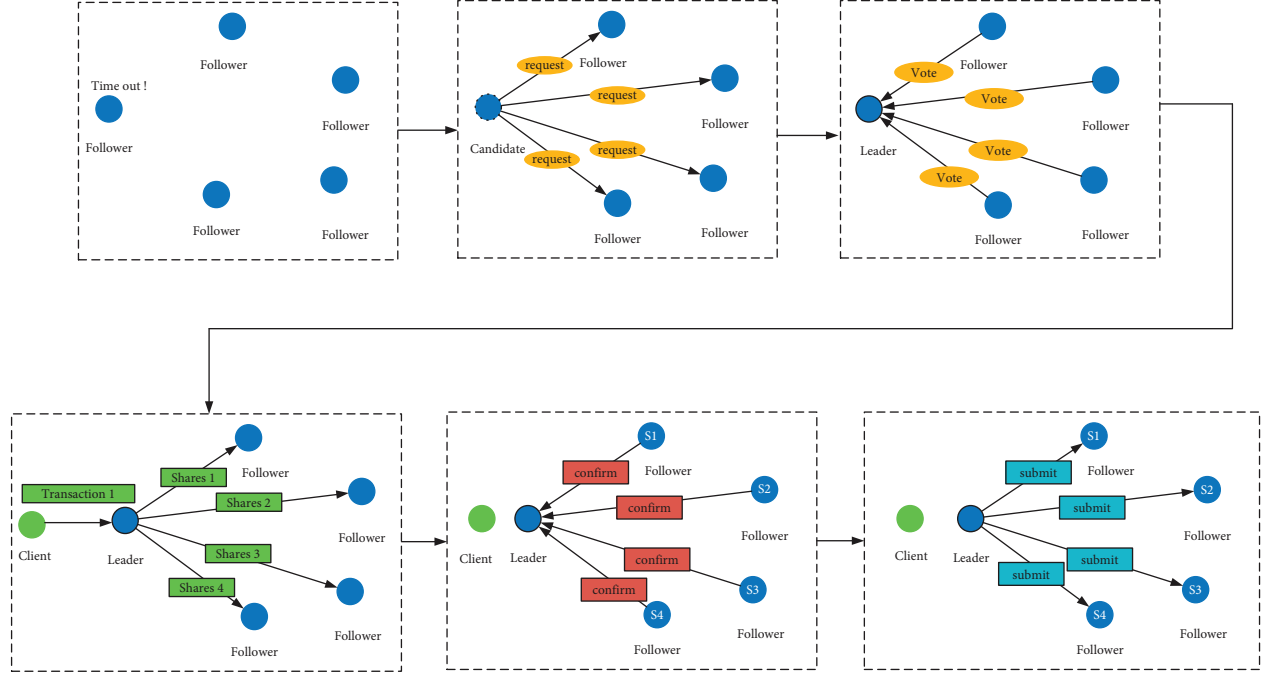 Follower
Time out !
Follower
Follower
Follower
Follower
request
Follower
request
Follower
Candidate
request
request
Follower
Follower
Vote
Follower
Vote
Follower
Leader
Vote
Vote
Follower
Follower
Transaction 1
Client
Leader
Shares 1
Follower
Shares 2
Follower
Shares 3
Shares 4
Follower
Follower
S1
confirm
Follower
S2
confirm
Follower
Client
Leader
confirm
confirm
S3
S4
Follower
Follower
S1
submit
Follower
S2
submit
Follower
Client
Leader
submit
submit
S3
S4
Follower
Follower